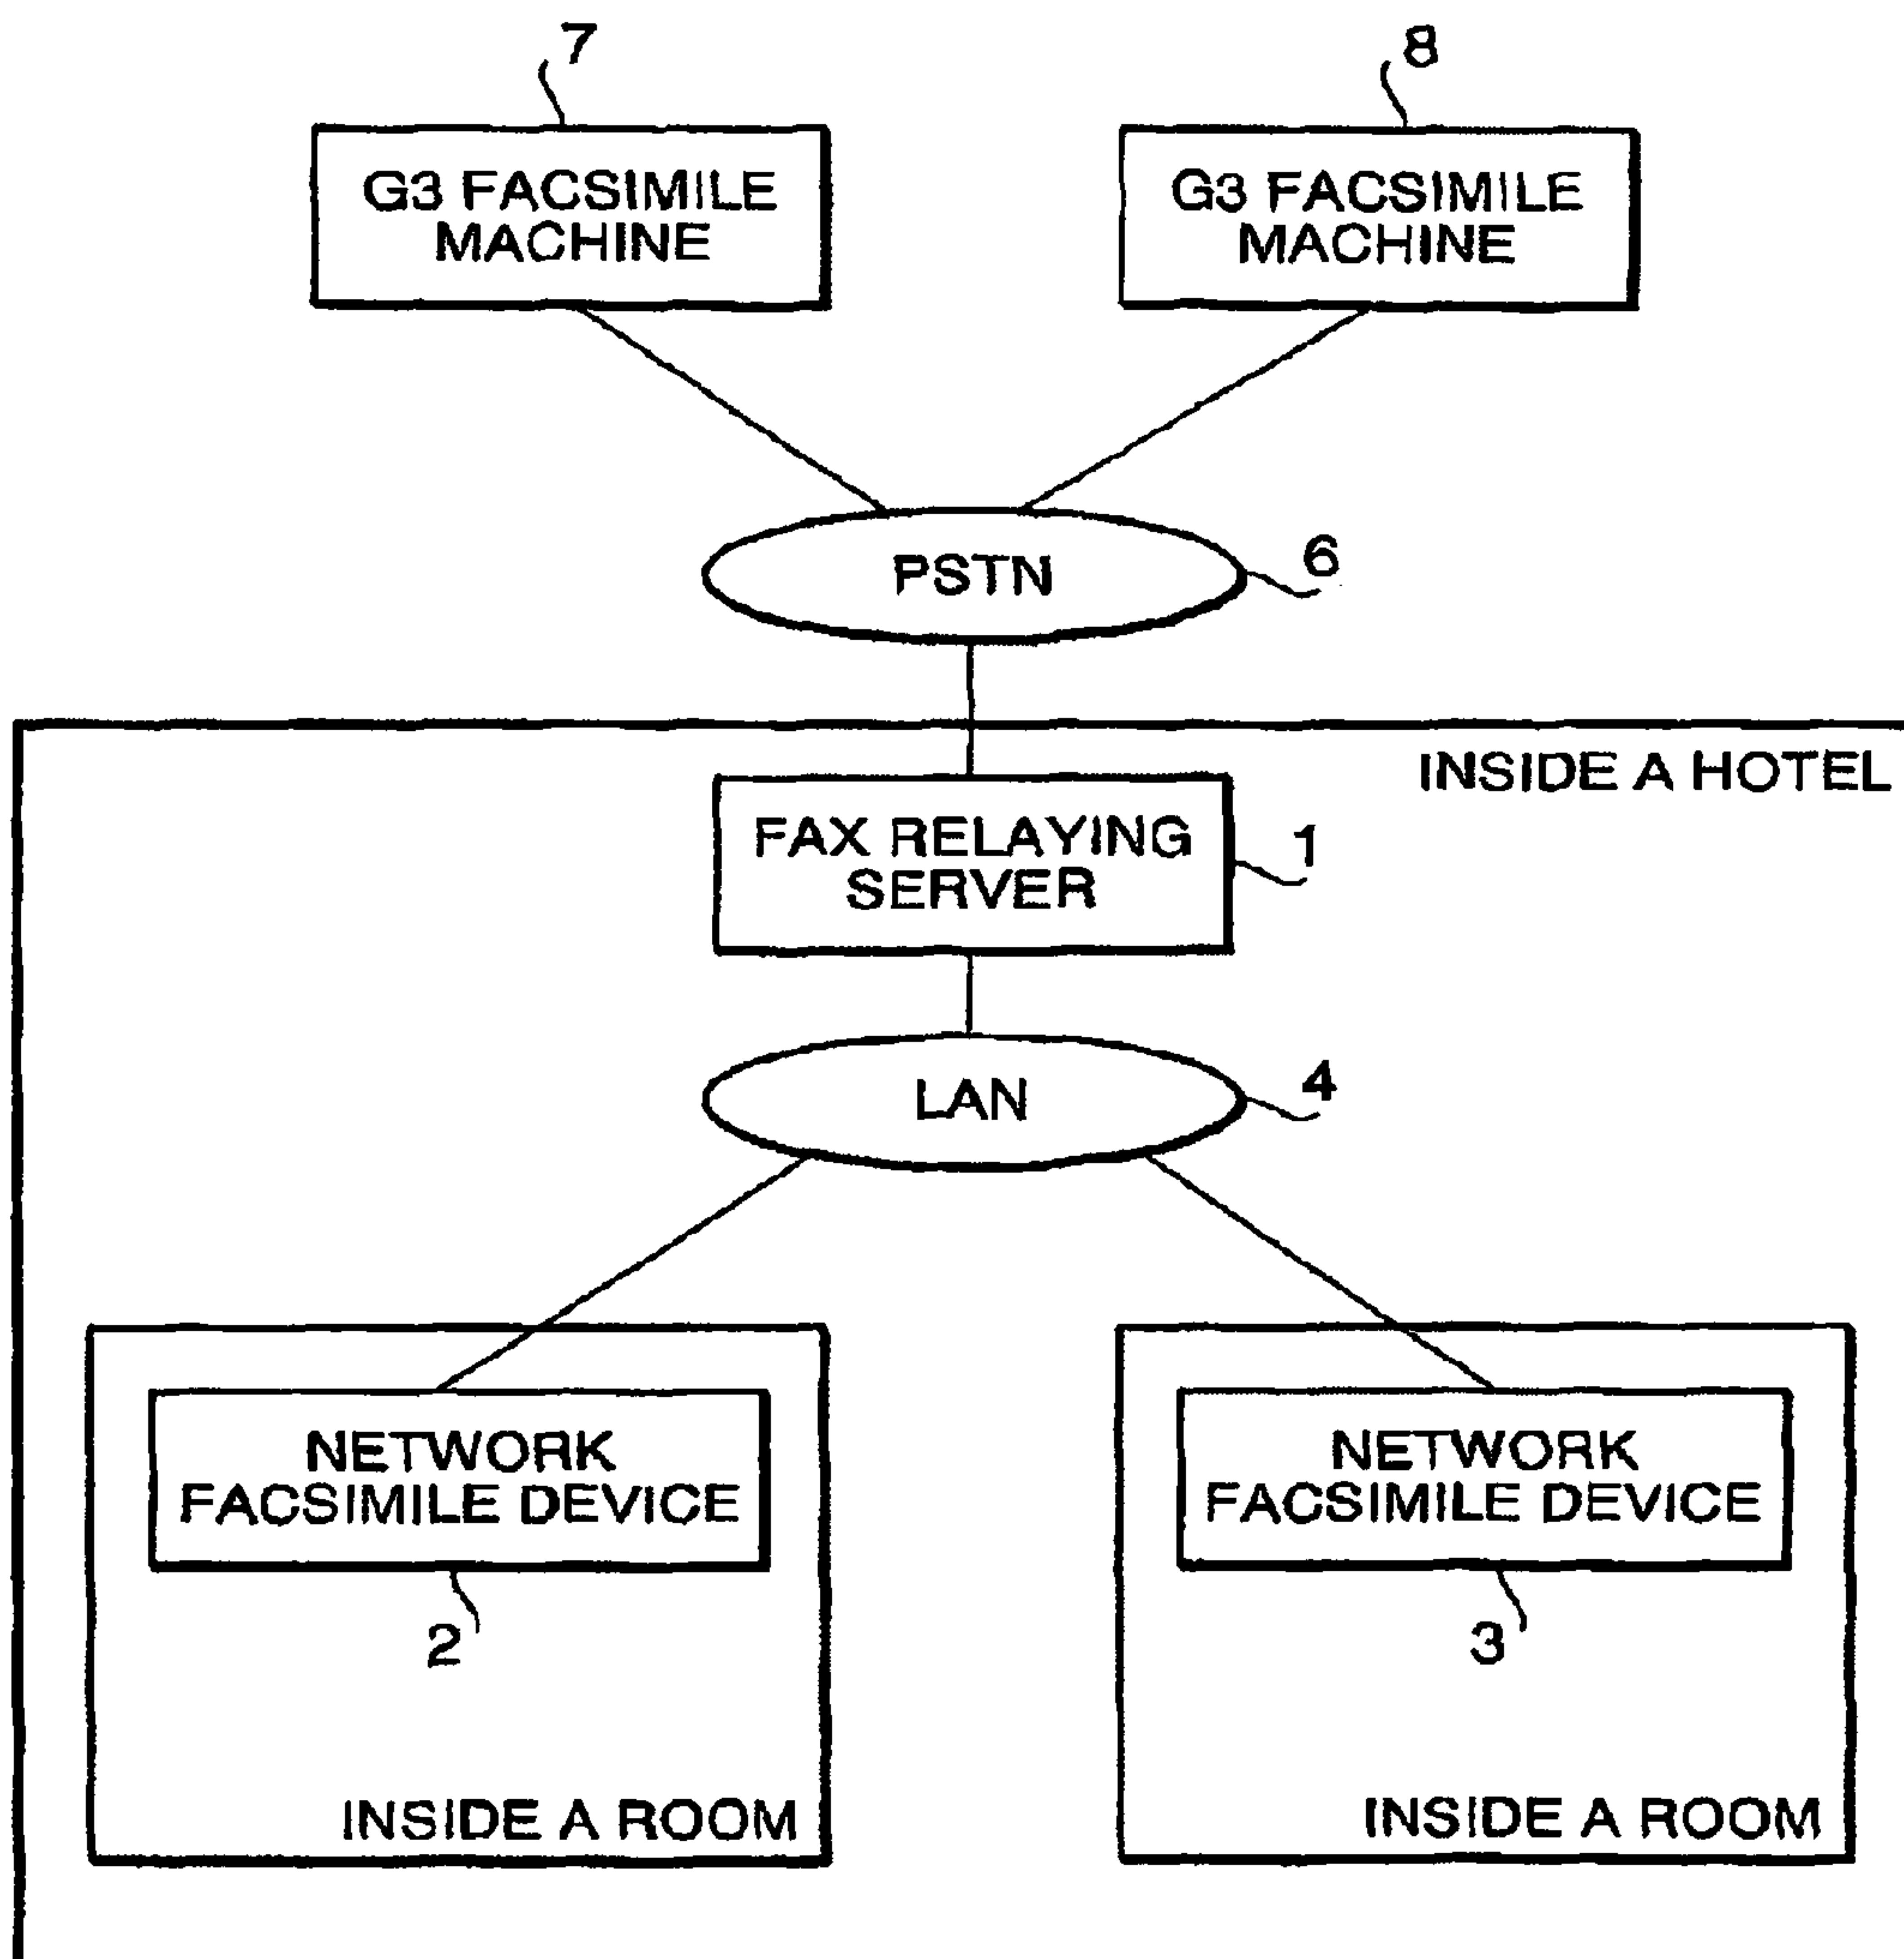 7
8
G3 FACSIMILE
MACHINE
G3 FACSIMILE
MACHINE
PSTN
6
INSIDE A HOTEL
FAX RELAYING
SERVER
1
LAN
4
NETWORK
FACSIMILE DEVICE
NETWORK
FACSIMILE DEVICE
2
3
INSIDE A ROOM
INSIDE A ROOM